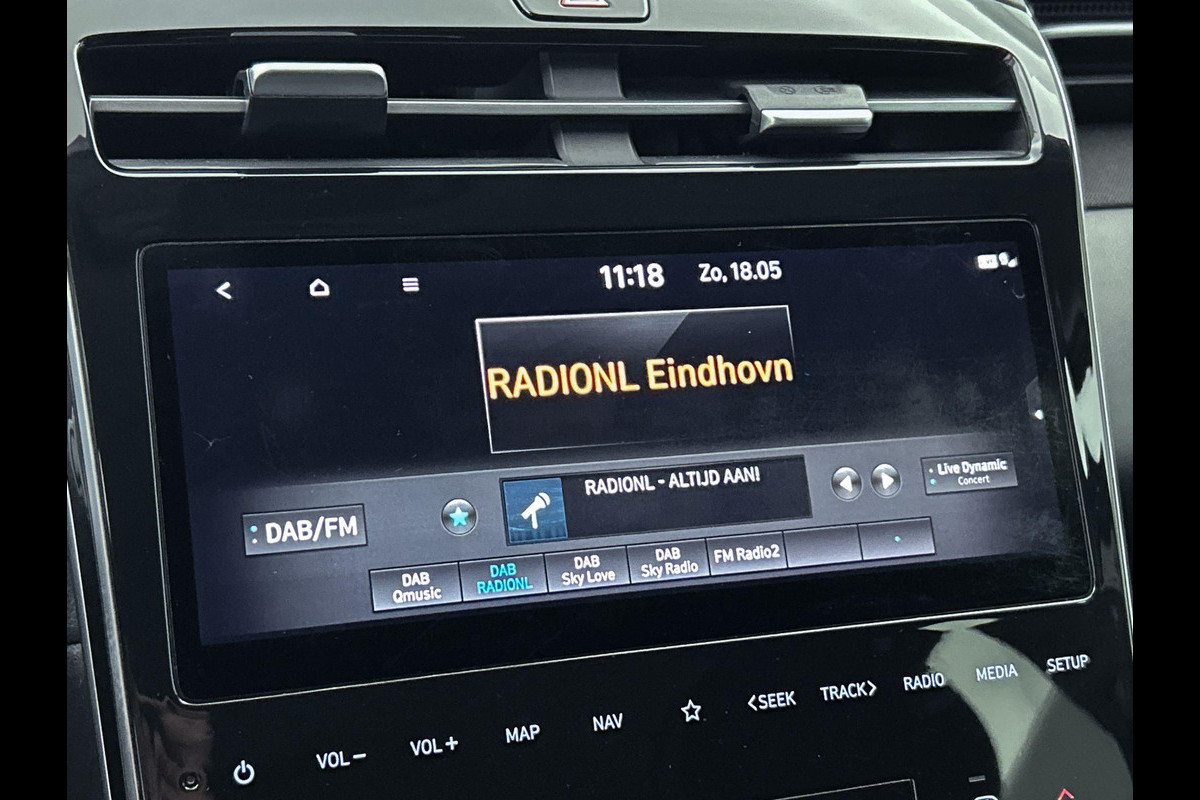 11:18 Zo, 18.05
RADIONL Eindhovn
RADIONL - ALTIJD AAN!
Live Dynamic
Concert
DAB/FM
DAB
Qmusic
DAB
RADIONL
DAB
Sky Love
DAB
Sky Radio
FM Radio2
VOL−
VOL+
MAP
NAV
<SEEK
TRACK>
RADIO
MEDIA
SETUP